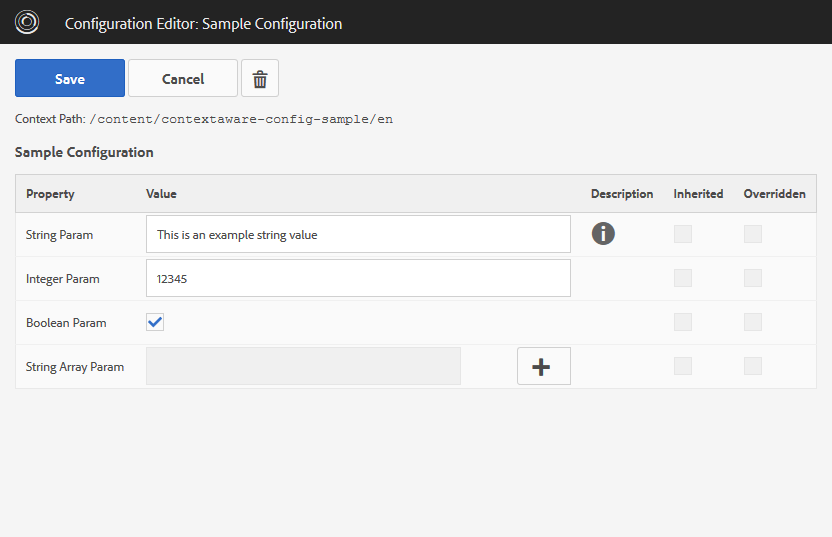 Configuration Editor: Sample Configuration
Save Cancel
Context Path: /content/contextaware-config-sample/en
Sample Configuration
Property Value Description Inherited Overridden
String Param This is an example string value
Integer Param 12345
Boolean Param
String Array Param